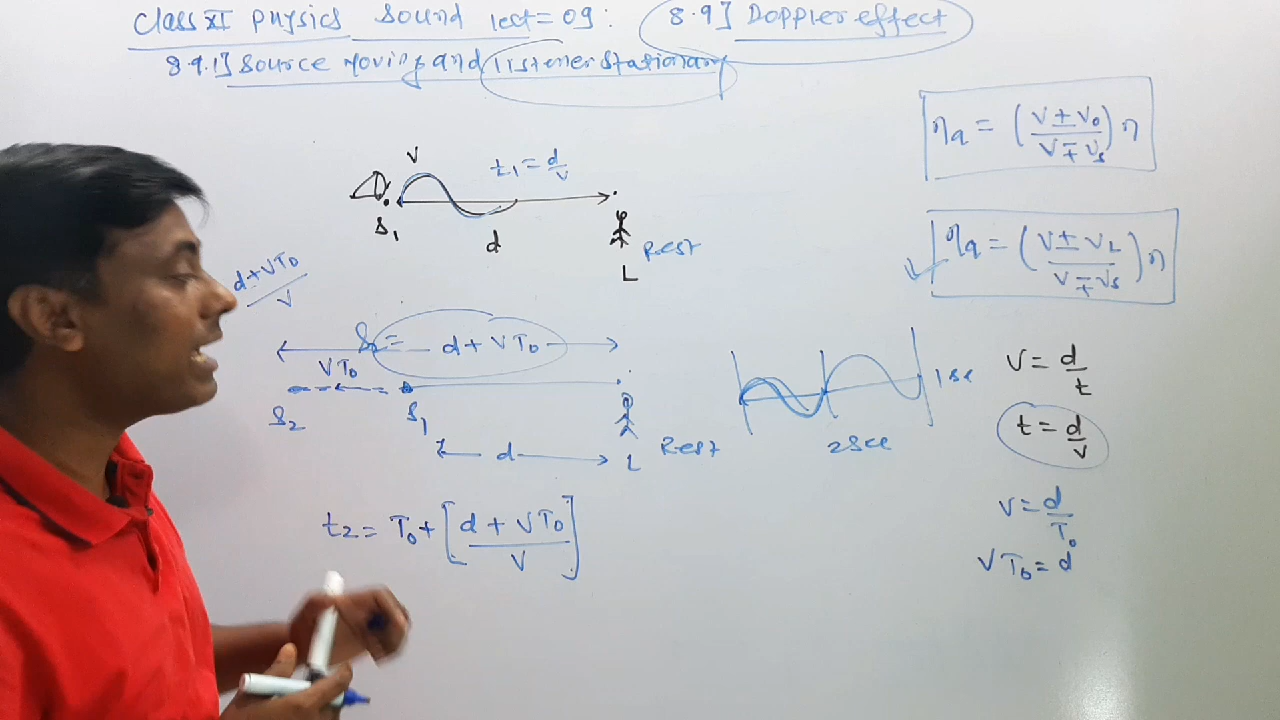 Class XI Physics Sound lect = 09: 8.9] Doppler effect
8.9.1] Source Moving and listener stationary
ηa = (V ± Vo / V ∓ Vs) η
V
t1 = d/V
S1
d
Rest
L
ηa = (V ± VL / V ∓ Vs) η
d + VTo / V
d + VTo
VTo
S2
S1
d
L
Rest
1 sec
2 sec
V = d/t
t = d/V
V = d/To
VTo = d
t2 = To + [d + VTo / V]